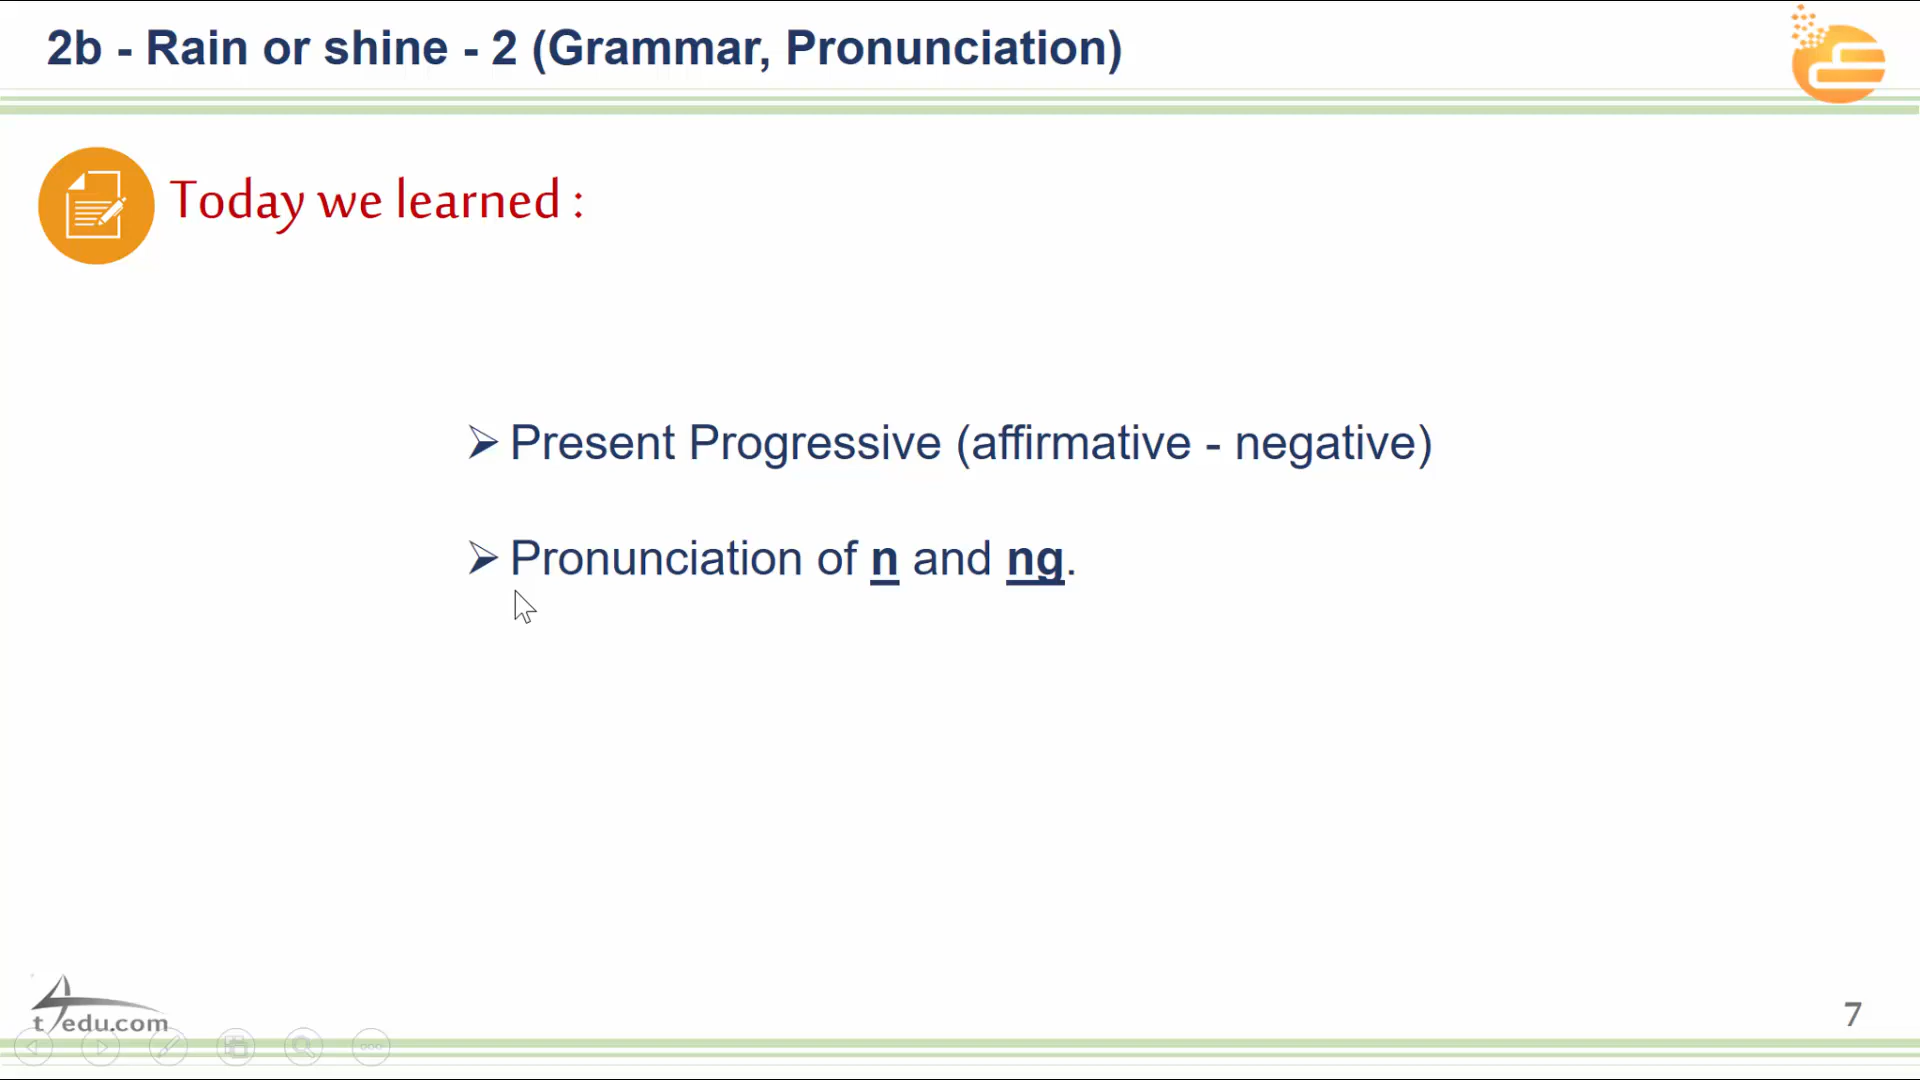 2b - Rain or shine - 2 (Grammar, Pronunciation)
Today we learned :
➢ Present Progressive (affirmative - negative)
➢ Pronunciation of n and ng.
t4edu.com
7